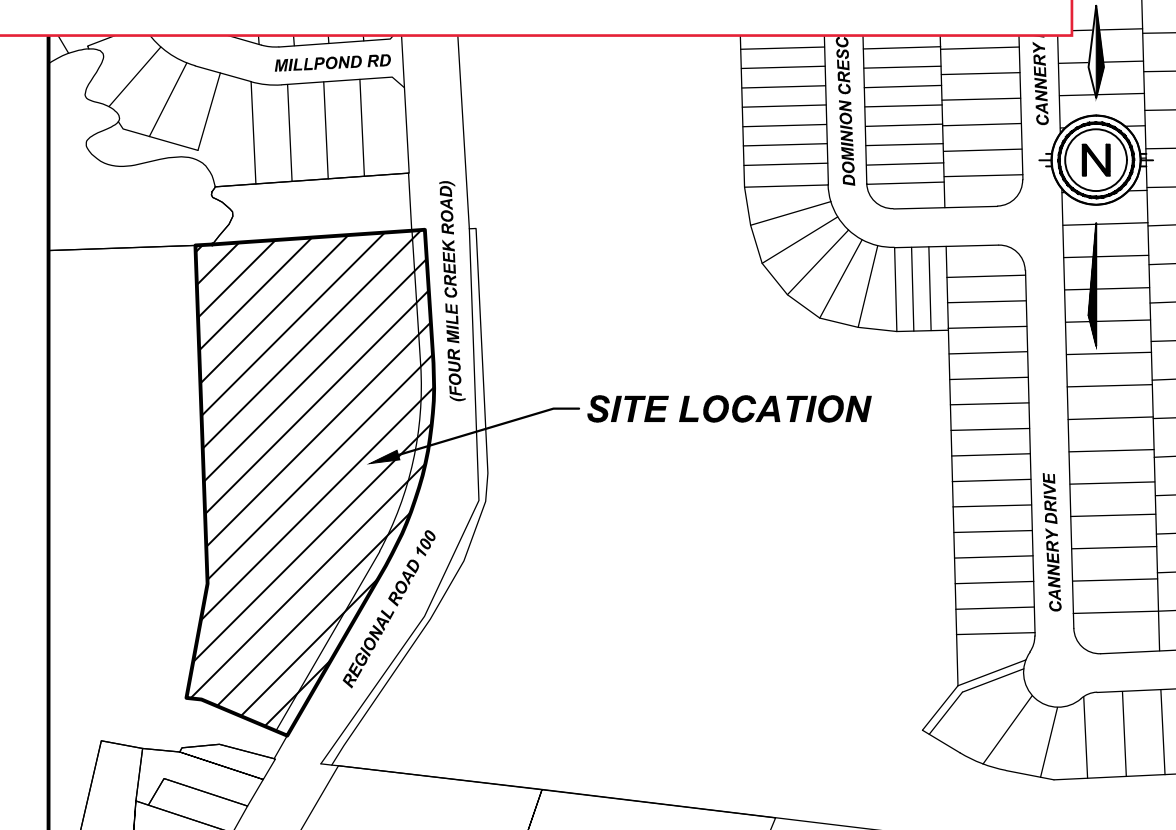 MILLPOND RD
DOMINION CRESC
CANNERY
N
(FOUR MILE CREEK ROAD)
SITE LOCATION
REGIONAL ROAD 100
CANNERY DRIVE